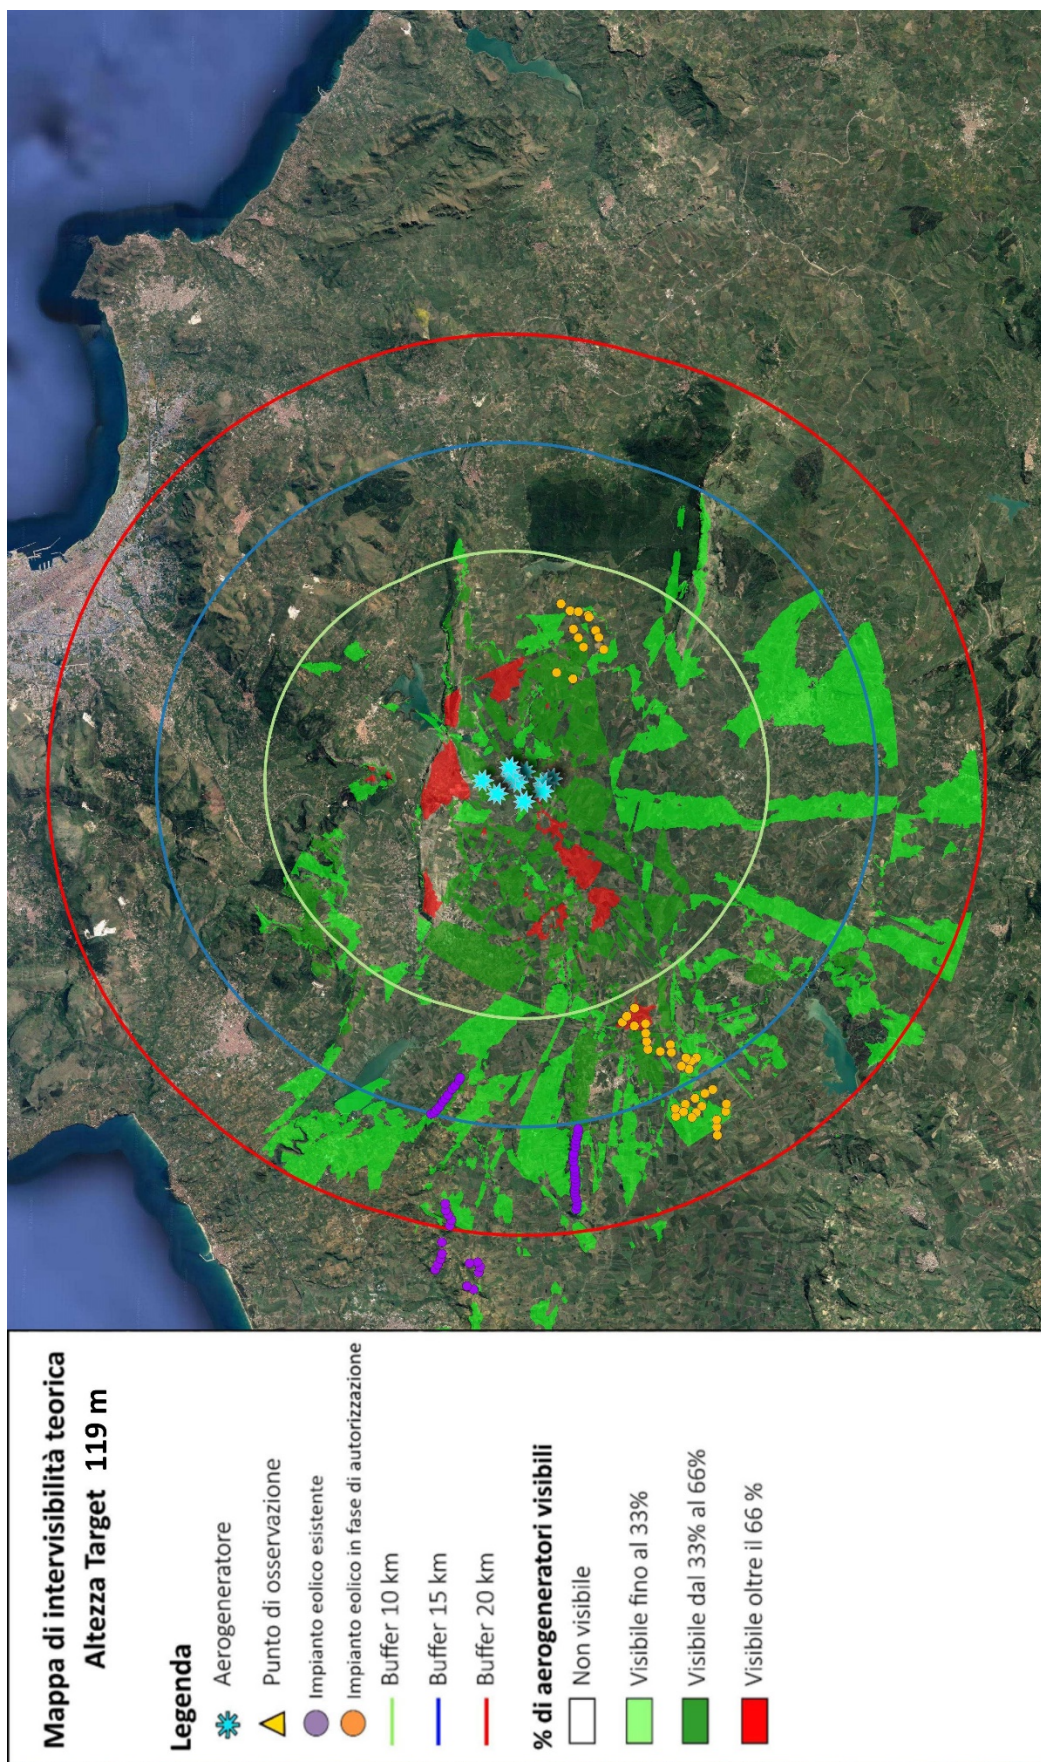 Mappa di intervisibilità teorica
Altezza Target 119 m
Legenda
Aerogeneratore
Punto di osservazione
Impianto eolico esistente
Impianto eolico in fase di autorizzazione
Buffer 10 km
Buffer 15 km
Buffer 20 km
% di aerogeneratori visibili
Non visibile
Visibile fino al 33%
Visibile dal 33% al 66%
Visibile oltre il 66 %